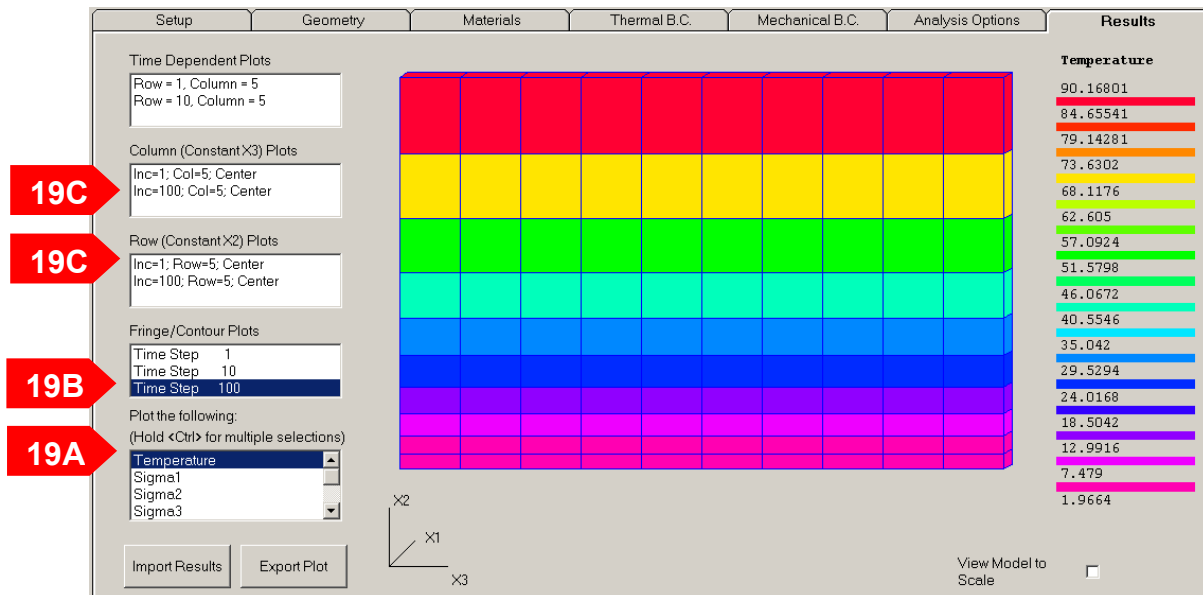 Setup
Geometry
Materials
Thermal B.C.
Mechanical B.C.
Analysis Options
Results
Time Dependent Plots
Row = 1, Column = 5
Row = 10, Column = 5
19C
Column (Constant X3) Plots
Inc=1; Col=5; Center
Inc=100; Col=5; Center
19C
Row (Constant X2) Plots
Inc=1; Row=5; Center
Inc=100; Row=5; Center
Fringe/Contour Plots
Time Step 1
Time Step 10
19B
Time Step 100
Plot the following:
(Hold <Ctrl> for multiple selections)
19A
Temperature
Sigma1
Sigma2
Sigma3
Import Results
Export Plot
X2
X1
X3
Temperature
90.16801
84.65541
79.14281
73.6302
68.1176
62.605
57.0924
51.5798
46.0672
40.5546
35.042
29.5294
24.0168
18.5042
12.9916
7.479
1.9664
View Model to
Scale